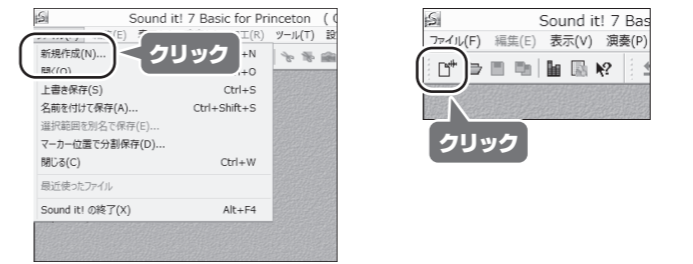 Sound it! 7 Basic for Princeton (
(E) 工(R) ツール(T)
新規作成(N)... +N
開く(O) +O
クリック
上書き保存(S) Ctrl+S
名前を付けて保存(A)... Ctrl+Shift+S
選択範囲を別名で保存(E)...
マーカー位置で分割保存(D)...
閉じる(C) Ctrl+W
最近使ったファイル
Sound it! の終了(X) Alt+F4
Sound it! 7 Bas
ファイル(F) 編集(E) 表示(V) 演奏(P)
クリック